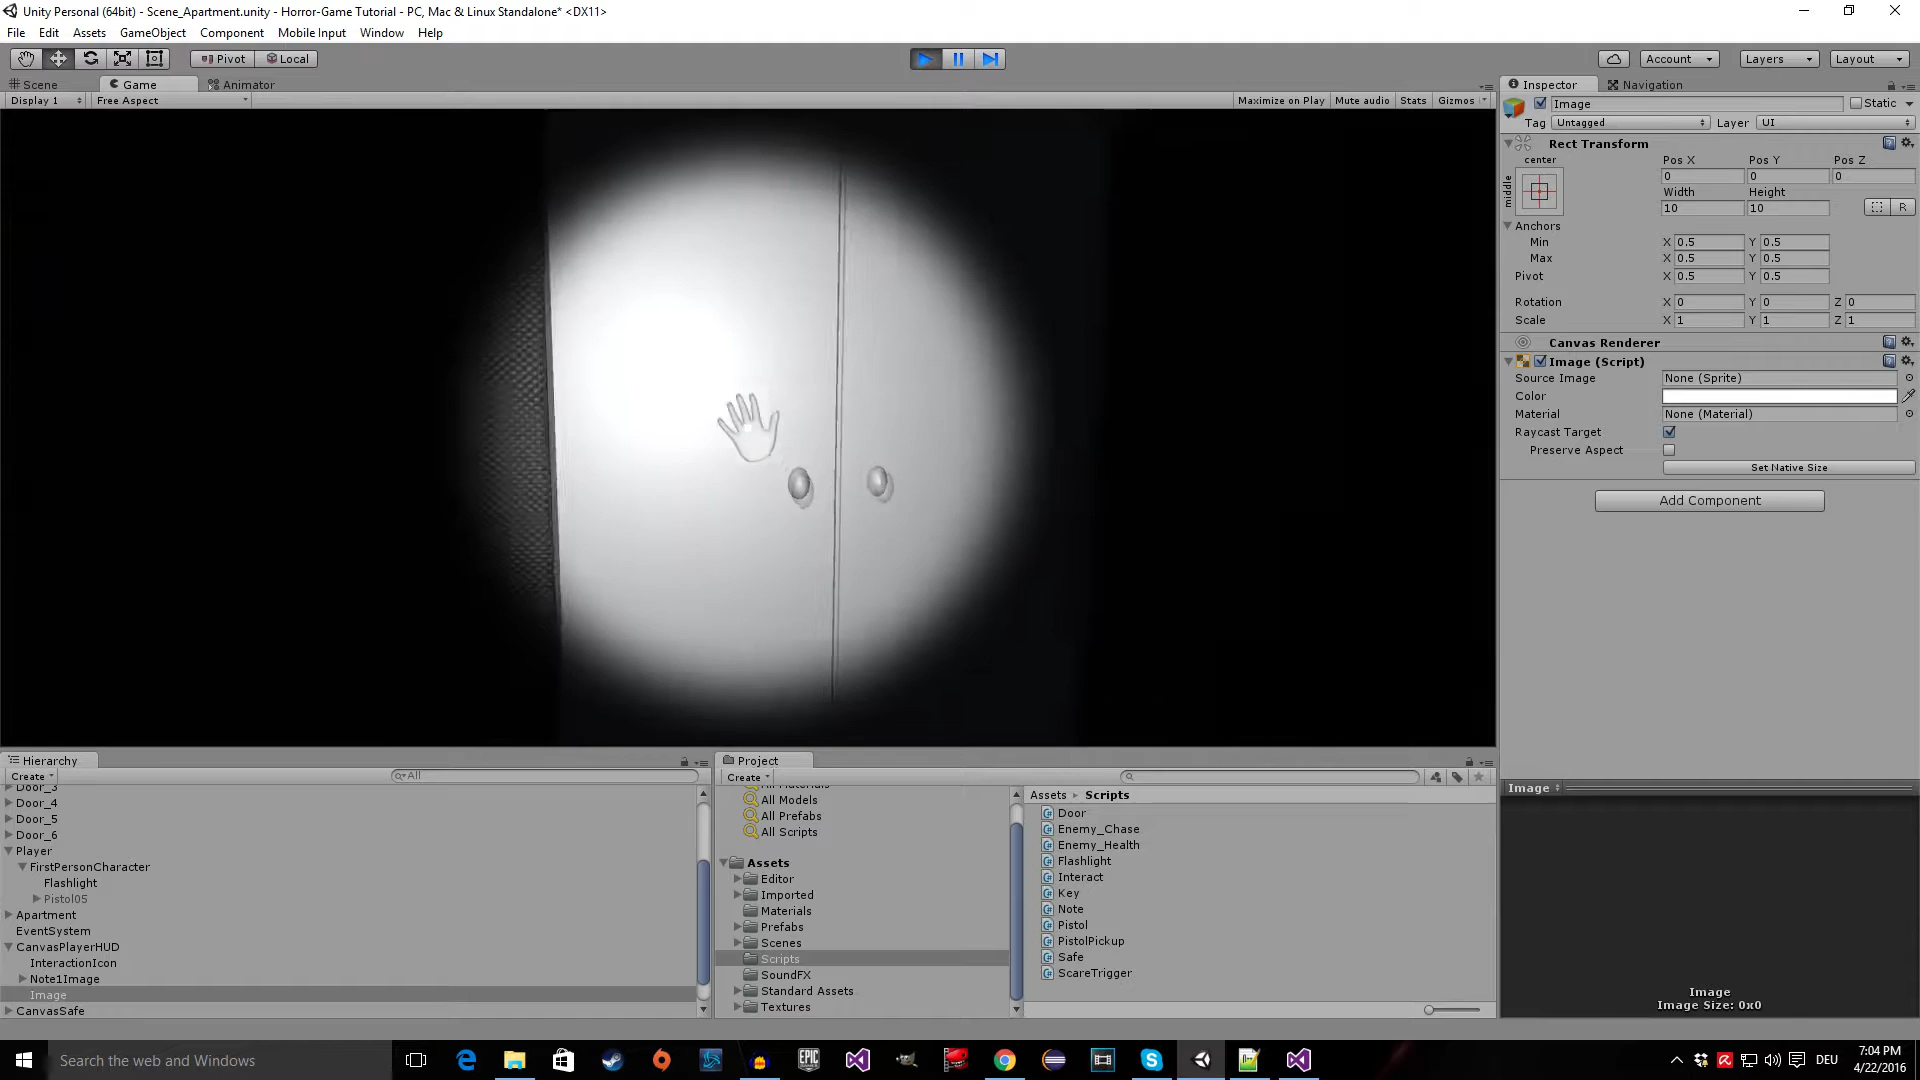 Unity Personal (64bit) - Scene_Apartment.unity - Horror-Game Tutorial - PC, Mac & Linux Standalone* <DX11>
File Edit Assets GameObject Component Mobile Input Window Help
Pivot Local Account Layers Layout
Scene Game Animator Inspector Navigation
Display 1 Free Aspect Maximize on Play Mute audio Stats Gizmos
Image Static
Tag Untagged Layer UI
Rect Transform
center Pos X Pos Y Pos Z
middle 0 0 0
Width Height
10 10 R
Anchors
Min X 0.5 Y 0.5
Max X 0.5 Y 0.5
Pivot X 0.5 Y 0.5
Rotation X 0 Y 0 Z 0
Scale X 1 Y 1 Z 1
Canvas Renderer
Image (Script)
Source Image None (Sprite)
Color
Material None (Material)
Raycast Target
Preserve Aspect
Set Native Size
Add Component
Hierarchy
Create All
Door_3
Door_4
Door_5
Door_6
Player
FirstPersonCharacter
Flashlight
Pistol05
Apartment
EventSystem
CanvasPlayerHUD
InteractionIcon
Note1Image
Image
CanvasSafe
Project
Create
All Materials
All Models
All Prefabs
All Scripts
Assets
Editor
Imported
Materials
Prefabs
Scenes
Scripts
SoundFX
Standard Assets
Textures
Assets Scripts
Door
Enemy_Chase
Enemy_Health
Flashlight
Interact
Key
Note
Pistol
PistolPickup
Safe
ScareTrigger
Image
Image
Image Size: 0x0
Search the web and Windows
EPIC GAMES
DEU
7:04 PM
4/22/2016